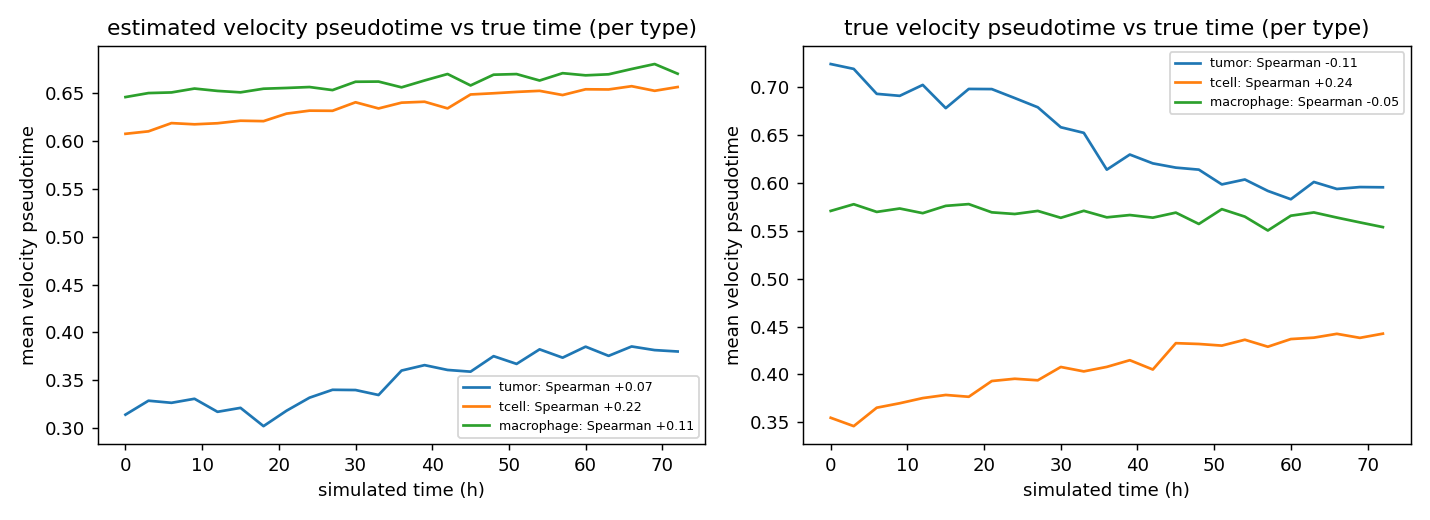 estimated velocity pseudotime vs true time (per type)
mean velocity pseudotime
0.65
0.60
0.55
0.50
0.45
0.40
0.35
0.30
tumor: Spearman +0.07
tcell: Spearman +0.22
macrophage: Spearman +0.11
0 10 20 30 40 50 60 70
simulated time (h)
true velocity pseudotime vs true time (per type)
mean velocity pseudotime
0.70
0.65
0.60
0.55
0.50
0.45
0.40
0.35
tumor: Spearman -0.11
tcell: Spearman +0.24
macrophage: Spearman -0.05
0 10 20 30 40 50 60 70
simulated time (h)